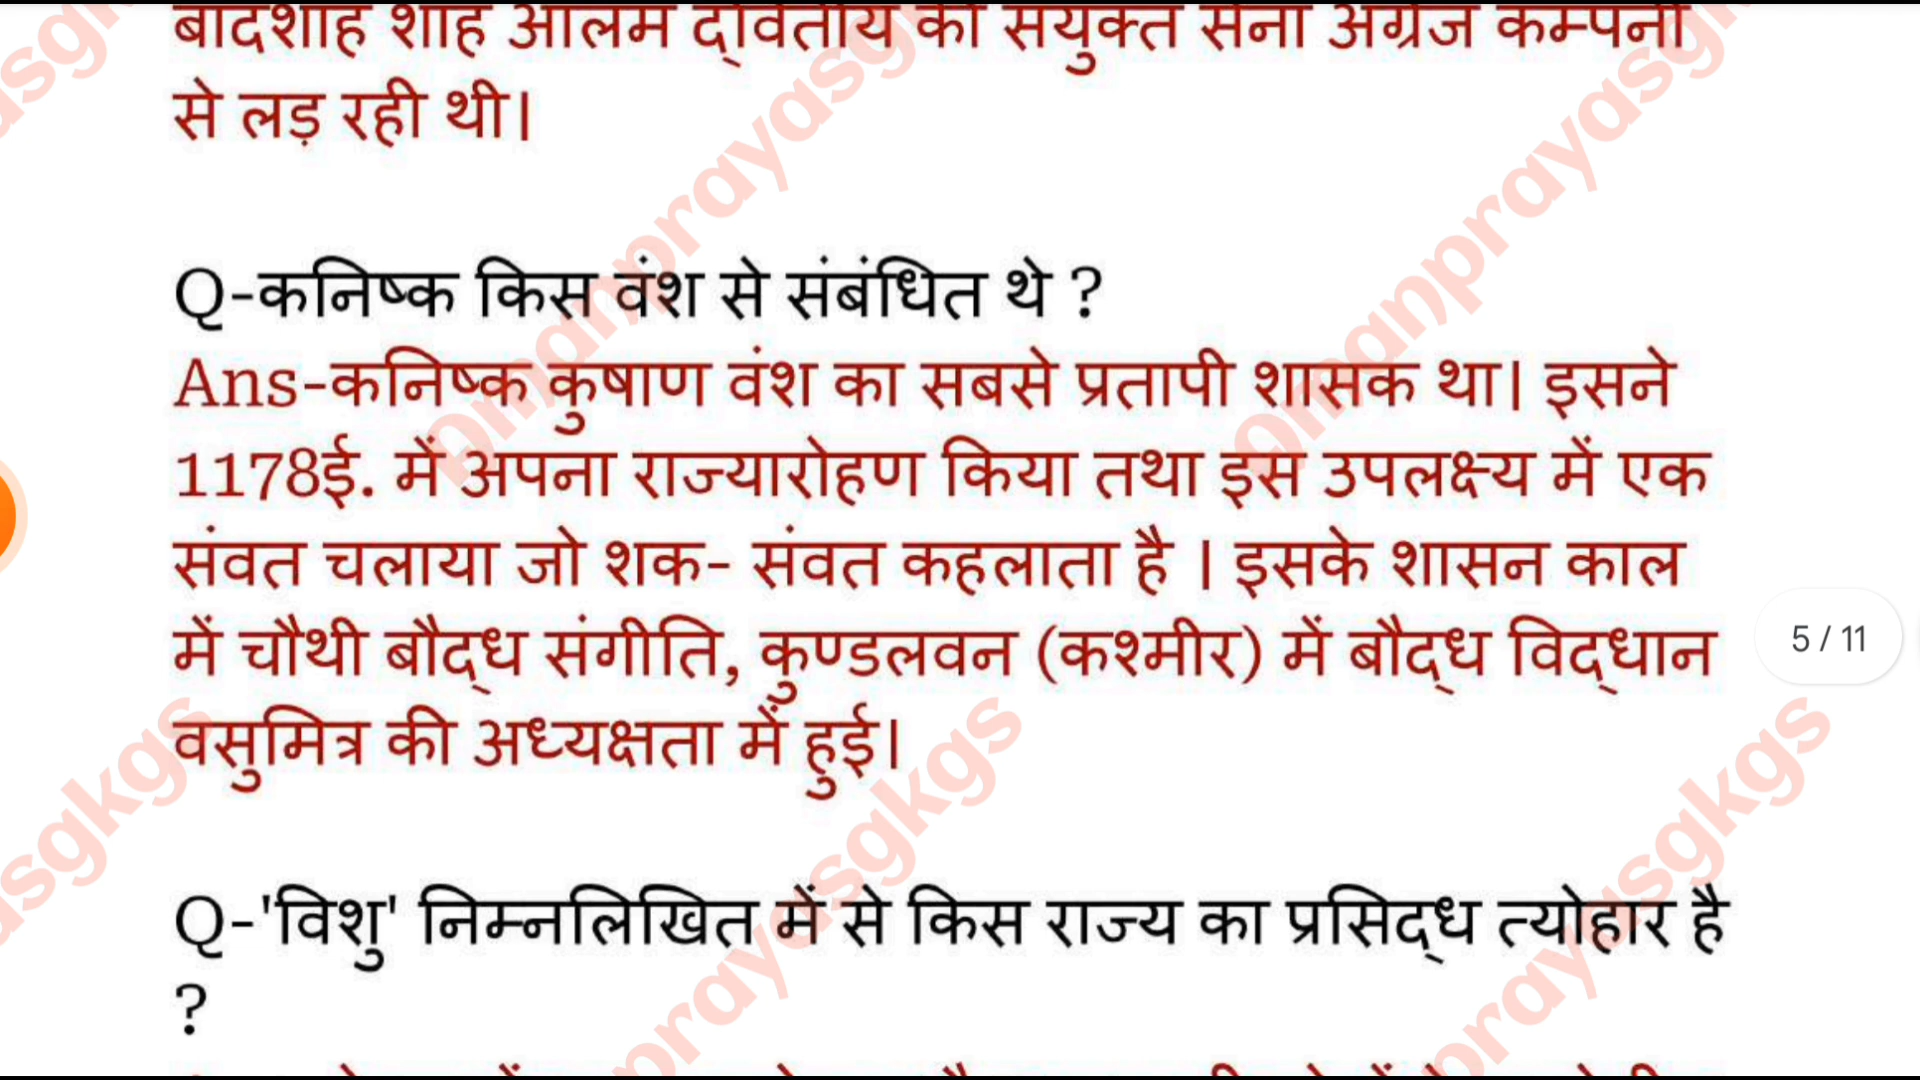 बादशाह शाह आलम द्वितीय की संयुक्त सेना अंग्रेज कम्पनी
से लड़ रही थी।
Q-कनिष्क किस वंश से संबंधित थे ?
Ans-कनिष्क कुषाण वंश का सबसे प्रतापी शासक था। इसने
1178ई. में अपना राज्यारोहण किया तथा इस उपलक्ष्य में एक
संवत चलाया जो शक- संवत कहलाता है । इसके शासन काल
में चौथी बौद्ध संगीति, कुण्डलवन (कश्मीर) में बौद्ध विद्धान
वसुमित्र की अध्यक्षता में हुई।
5 / 11
Q-'विशु' निम्नलिखित में से किस राज्य का प्रसिद्ध त्योहार है
?